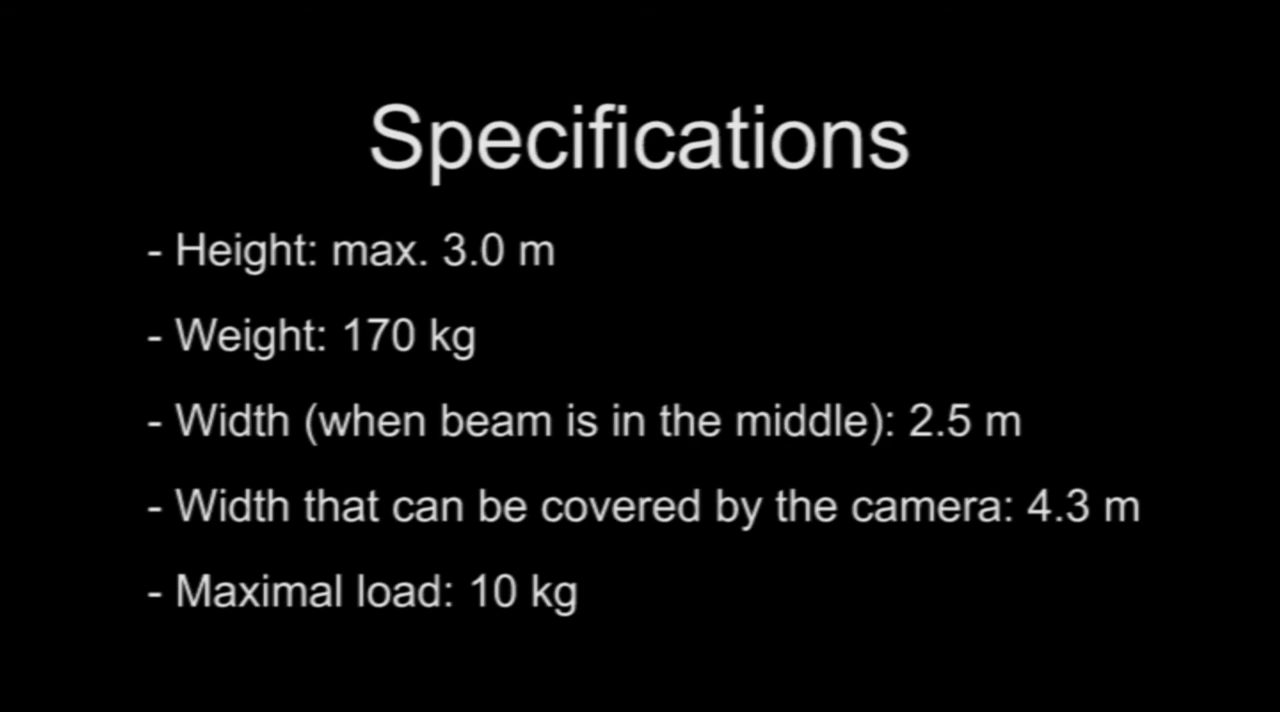 Specifications
- Height: max. 3.0 m
- Weight: 170 kg
- Width (when beam is in the middle): 2.5 m
- Width that can be covered by the camera: 4.3 m
- Maximal load: 10 kg